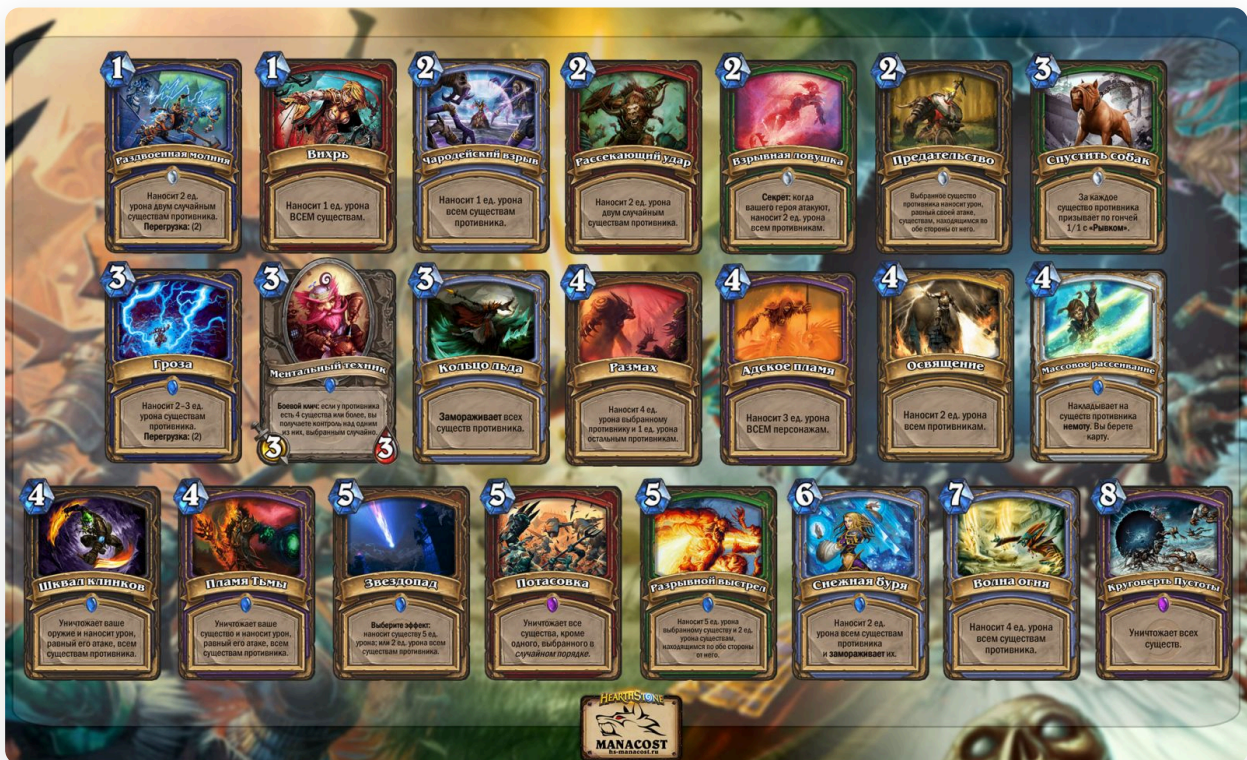 1
Раздвоенная молния
Наносит 2 ед.
урона двум случайным
существам противника.
Перегрузка: (2)
1
Вихрь
Наносит 1 ед. урона
ВСЕМ существам.
2
Чародейский взрыв
Наносит 1 ед. урона
всем существам
противника.
2
Рассекающий удар
Наносит 2 ед. урона
двум случайным
существам противника.
2
Взрывная ловушка
Секрет: когда
вашего героя атакуют,
наносит 2 ед. урона
всем противникам.
2
Предательство
Выбранное существо
противника наносит урон,
равный своей атаке,
существам, находящимся по
обе стороны от него.
3
Спустить собак
За каждое
существо противника
призывает по гончей
1/1 с «Рывком».
3
Гроза
Наносит 2–3 ед.
урона существам
противника.
Перегрузка: (2)
3
Ментальный техник
Боевой клич: если у противника
есть 4 существа или более, вы
получаете контроль над одним
из них, выбранным случайно.
3
3
3
Кольцо льда
Замораживает всех
существ противника.
4
Размах
Наносит 4 ед.
урона выбранному
противнику и 1 ед. урона
остальным противникам.
4
Адское пламя
Наносит 3 ед. урона
ВСЕМ персонажам.
4
Освящение
Наносит 2 ед. урона
всем противникам.
4
Массовое рассеивание
Накладывает на
существ противника
немоту. Вы берете
карту.
4
Шквал клинков
Уничтожает ваше
оружие и наносит урон,
равный его атаке, всем
существам противника.
4
Пламя Тьмы
Уничтожает ваше
существо и наносит урон,
равный его атаке, всем
существам противника.
5
Звездопад
Выберите эффект:
наносит существу 5 ед.
урона; или 2 ед. урона всем
существам противника.
5
Потасовка
Уничтожает все
существа, кроме
одного, выбранного в
случайном порядке.
5
Разрывной выстрел
Наносит 5 ед. урона
выбранному существу и 2 ед.
урона существам,
находящимся по обе стороны
от него.
6
Снежная буря
Наносит 2 ед.
урона всем существам
противника
и замораживает их.
7
Волна огня
Наносит 4 ед. урона
всем существам
противника.
8
Круговерть Пустоты
Уничтожает всех
существ.
HEARTHSTONE
MANACOST
hs-manacost.ru